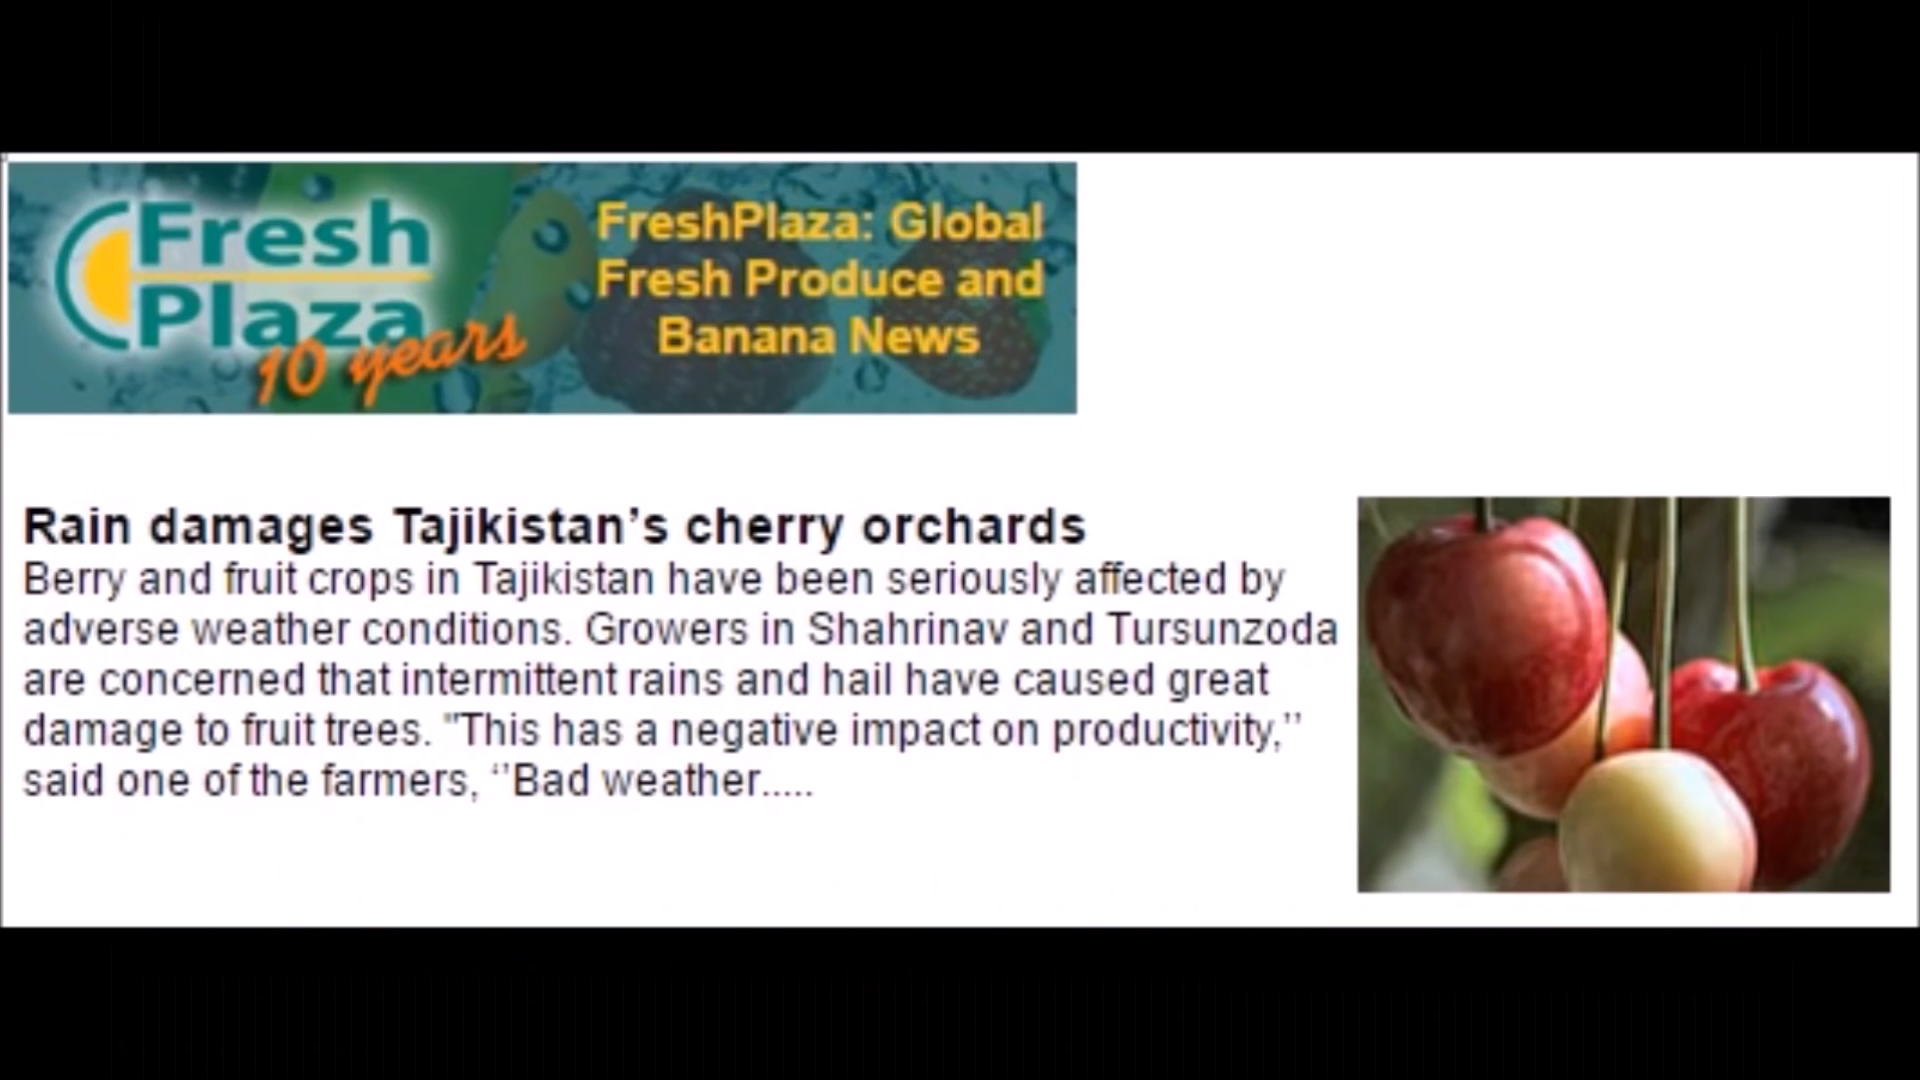 Fresh
Plaza
10 years
FreshPlaza: Global
Fresh Produce and
Banana News
Rain damages Tajikistan’s cherry orchards
Berry and fruit crops in Tajikistan have been seriously affected by
adverse weather conditions. Growers in Shahrinav and Tursunzoda
are concerned that intermittent rains and hail have caused great
damage to fruit trees. "This has a negative impact on productivity,’’
said one of the farmers, ‘’Bad weather.....